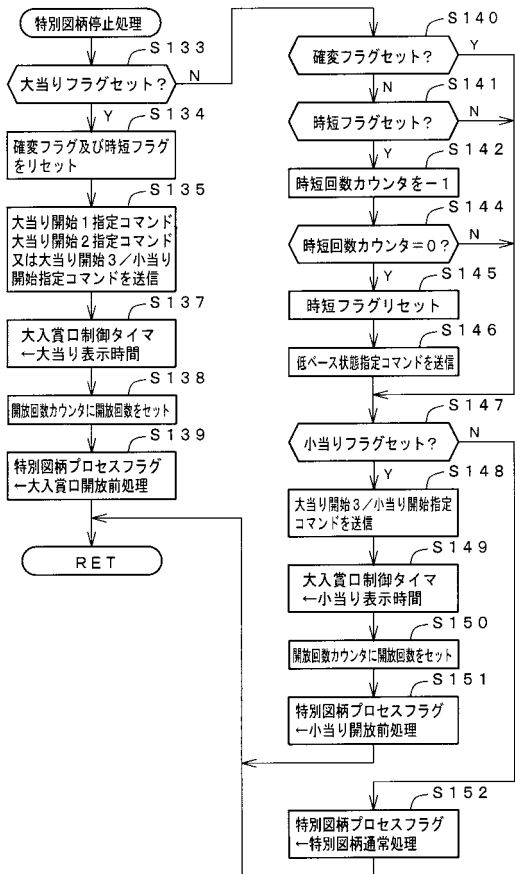 特別図柄停止処理
S133
大当りフラグセット？
N
Y
S134
確変フラグ及び時短フラグ
をリセット
S135
大当り開始1指定コマンド
大当り開始2指定コマンド
又は大当り開始3／小当り
開始指定コマンドを送信
S137
大入賞口制御タイマ
←大当り表示時間
S138
開放回数カウンタに開放回数をセット
S139
特別図柄プロセスフラグ
←大入賞口開放前処理
RET
S140
確変フラグセット？
Y
N
S141
時短フラグセット？
N
Y
S142
時短回数カウンタを－1
S144
時短回数カウンタ＝0？
N
Y
S145
時短フラグリセット
S146
低ベース状態指定コマンドを送信
S147
小当りフラグセット？
N
Y
S148
大当り開始3／小当り開始指定
コマンドを送信
S149
大入賞口制御タイマ
←小当り表示時間
S150
開放回数カウンタに開放回数をセット
S151
特別図柄プロセスフラグ
←小当り開放前処理
S152
特別図柄プロセスフラグ
←特別図柄通常処理